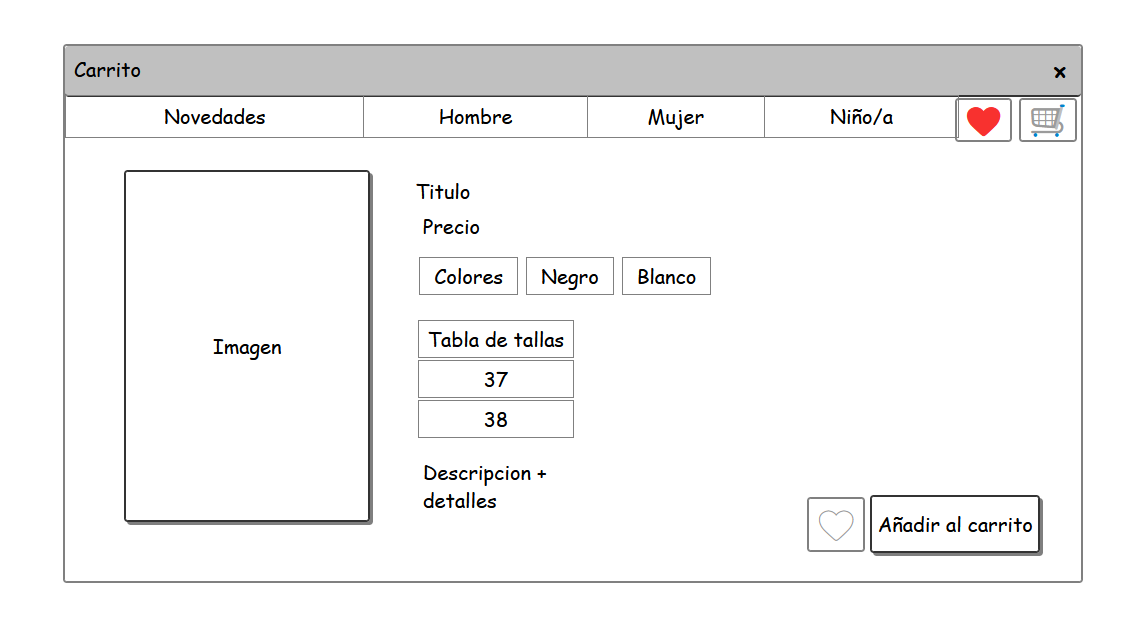 Carrito
×
Novedades
Hombre
Mujer
Niño/a
Imagen
Titulo
Precio
Colores
Negro
Blanco
Tabla de tallas
37
38
Descripcion +
detalles
Añadir al carrito